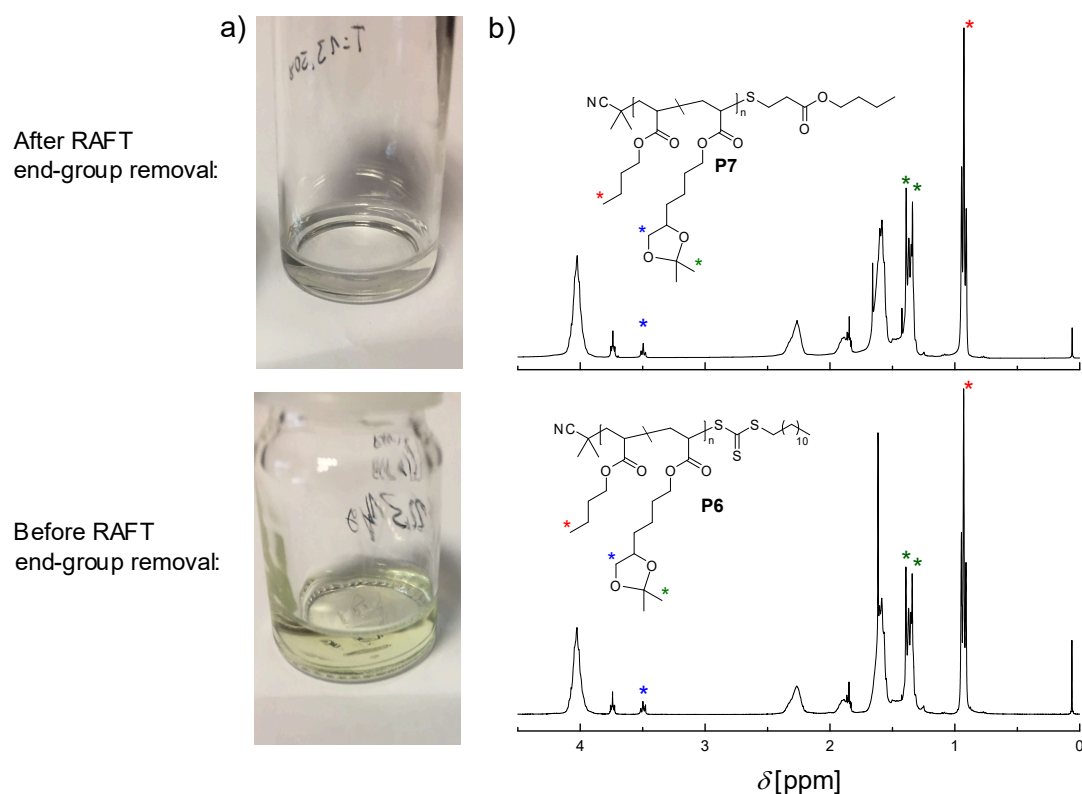 a)
After RAFT
end-group removal:
Before RAFT
end-group removal:
b)
NC
n
S
O
O
O
O
O
O
P7
O
O
*
*
*
*
*
*
*
NC
n
S
S
S
10
O
O
O
O
P6
O
O
*
*
*
*
*
*
*
4 3 2 1 0
δ [ppm]